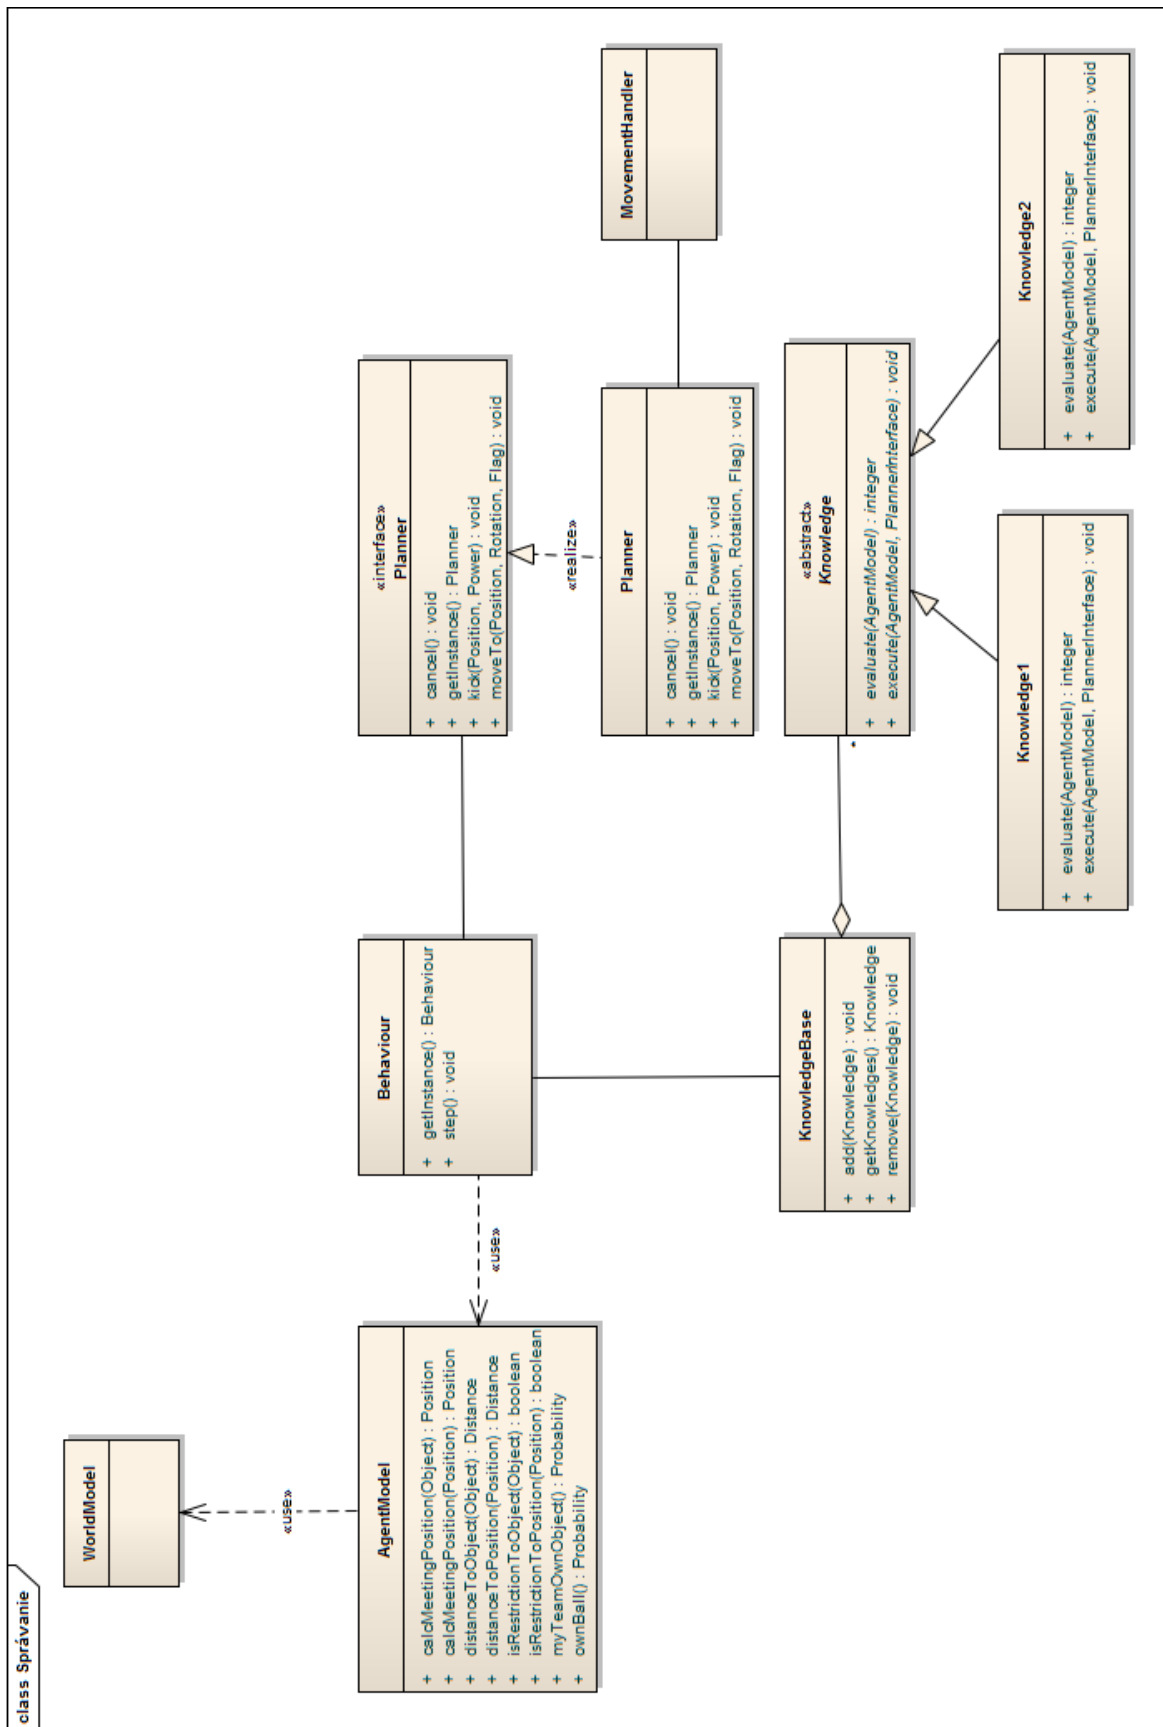 class Správanie
WorldModel
«use»
AgentModel
+ calcMeetingPosition(Object) : Position
+ calcMeetingPosition(Position) : Position
+ distanceToObject(Object) : Distance
+ distanceToPosition(Position) : Distance
+ isRestrictionToObject(Object) : boolean
+ isRestrictionToPosition(Position) : boolean
+ myTeamOwnObject() : Probability
+ ownBall() : Probability
«use»
Behaviour
+ getInstance() : Behaviour
+ step() : void
«interface»
Planner
+ cancel() : void
+ getInstance() : Planner
+ kick(Position, Power) : void
+ moveTo(Position, Rotation, Flag) : void
«realize»
Planner
+ cancel() : void
+ getInstance() : Planner
+ kick(Position, Power) : void
+ moveTo(Position, Rotation, Flag) : void
MovementHandler
KnowledgeBase
+ add(Knowledge) : void
+ getKnowledges() : Knowledge
+ remove(Knowledge) : void
*
«abstract»
Knowledge
+ evaluate(AgentModel) : integer
+ execute(AgentModel, PlannerInterface) : void
Knowledge1
+ evaluate(AgentModel) : integer
+ execute(AgentModel, PlannerInterface) : void
Knowledge2
+ evaluate(AgentModel) : integer
+ execute(AgentModel, PlannerInterface) : void